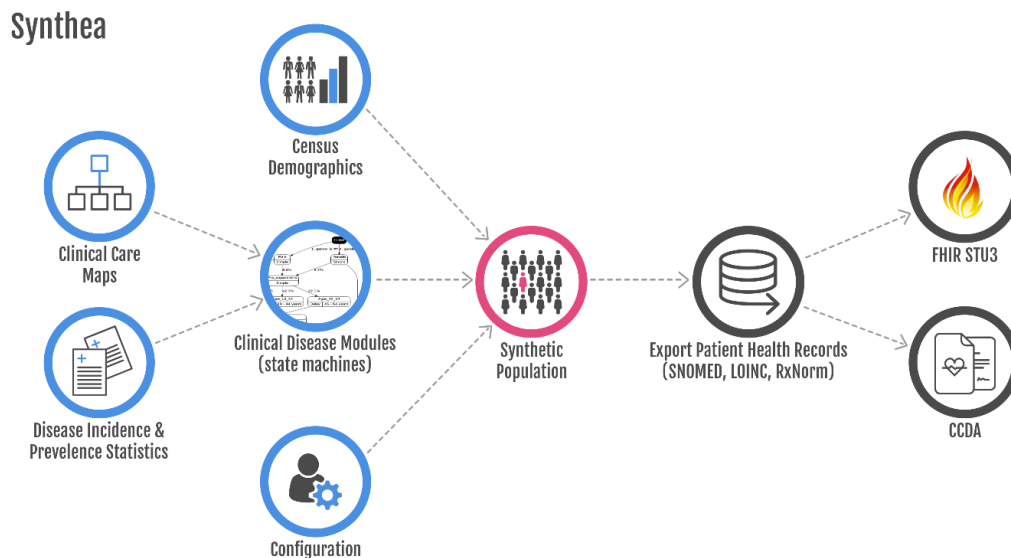 Synthea
Census
Demographics
Clinical Care
Maps
FHIR STU3
Clinical Disease Modules
(state machines)
Synthetic
Population
Export Patient Health Records
(SNOMED, LOINC, RxNorm)
Disease Incidence &
Prevelence Statistics
CCDA
Configuration